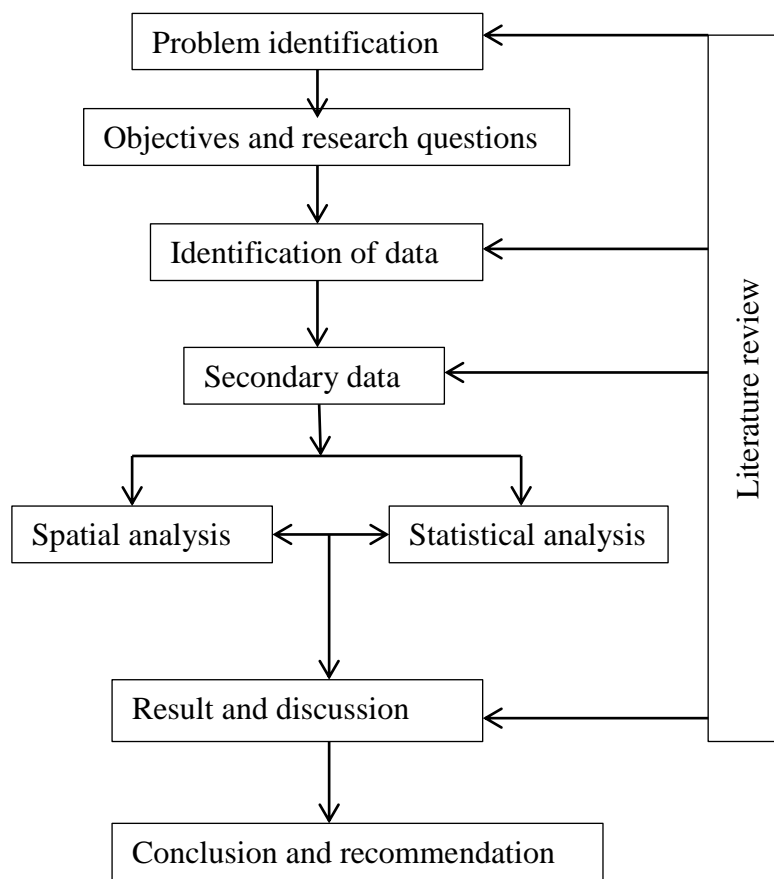 Problem identification
Objectives and research questions
Identification of data
Secondary data
Spatial analysis
Statistical analysis
Result and discussion
Conclusion and recommendation
Literature review